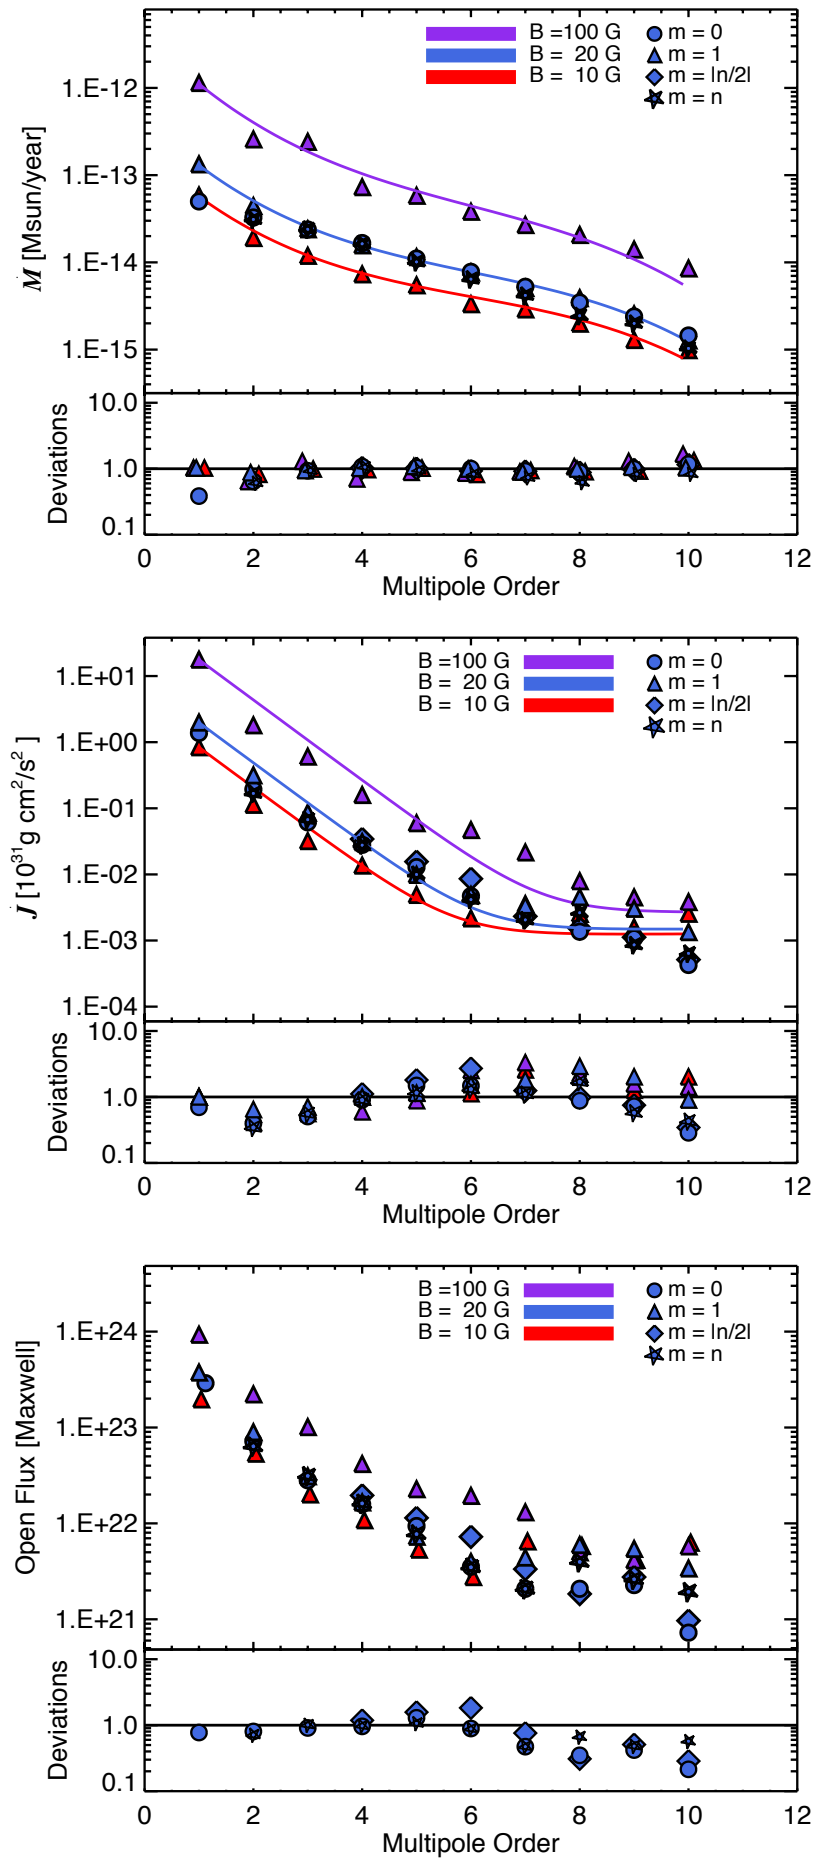 B =100 G
m = 0
B = 20 G
m = 1
B = 10 G
m = |n/2|
m = n
1.E-12
1.E-13
1.E-14
1.E-15
Ṁ [Msun/year]
10.0
1.0
0.1
Deviations
0 2 4 6 8 10 12
Multipole Order
B =100 G
m = 0
B = 20 G
m = 1
B = 10 G
m = |n/2|
m = n
1.E+01
1.E+00
1.E-01
1.E-02
1.E-03
1.E-04
J̇ [10³¹g cm²/s²]
10.0
1.0
0.1
Deviations
0 2 4 6 8 10 12
Multipole Order
B =100 G
m = 0
B = 20 G
m = 1
B = 10 G
m = |n/2|
m = n
1.E+24
1.E+23
1.E+22
1.E+21
Open Flux [Maxwell]
10.0
1.0
0.1
Deviations
0 2 4 6 8 10 12
Multipole Order